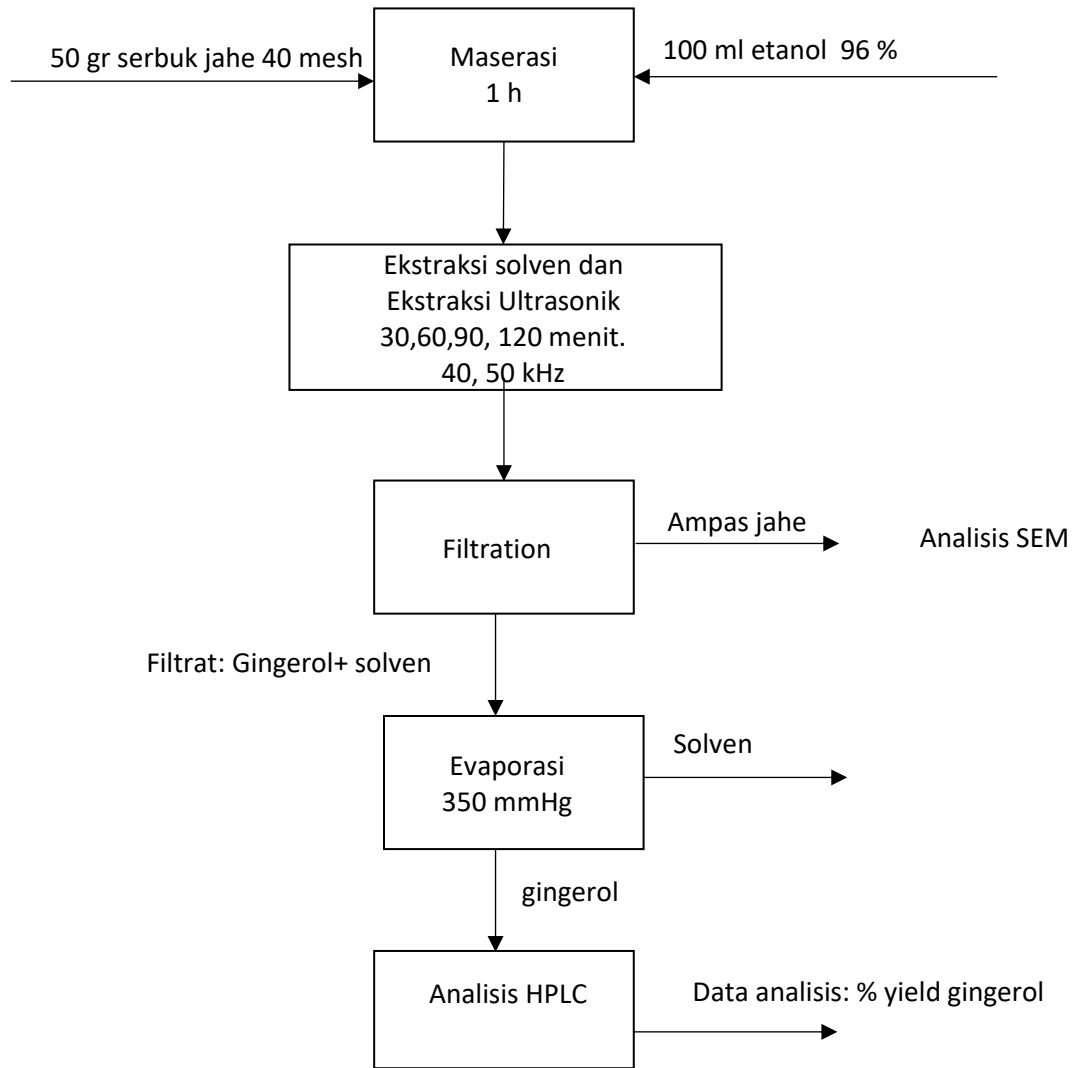 50 gr serbuk jahe 40 mesh
Maserasi
1 h
100 ml etanol  96 %
Ekstraksi solven dan
Ekstraksi Ultrasonik
30,60,90, 120 menit.
40, 50 kHz
Filtration
Ampas jahe
Analisis SEM
Filtrat: Gingerol+ solven
Evaporasi
350 mmHg
Solven
gingerol
Analisis HPLC
Data analisis: % yield gingerol